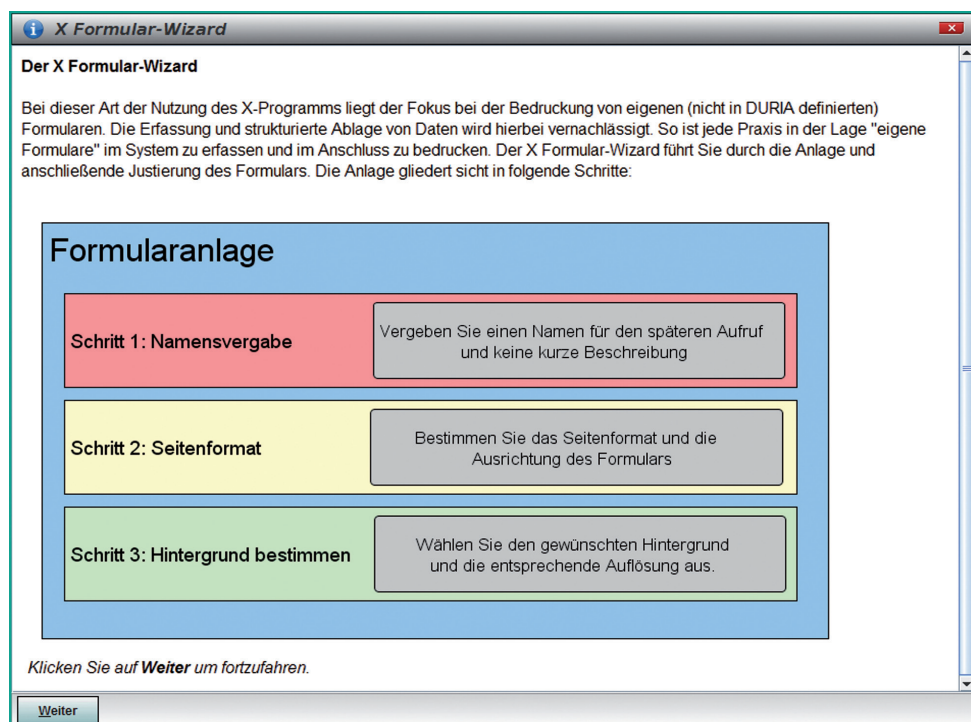 X Formular-Wizard
Der X Formular-Wizard
Bei dieser Art der Nutzung des X-Programms liegt der Fokus bei der Bedruckung von eigenen (nicht in DURIA definierten)
Formularen. Die Erfassung und strukturierte Ablage von Daten wird hierbei vernachlässigt. So ist jede Praxis in der Lage "eigene
Formulare" im System zu erfassen und im Anschluss zu bedrucken. Der X Formular-Wizard führt Sie durch die Anlage und
anschließende Justierung des Formulars. Die Anlage gliedert sicht in folgende Schritte:
Formularanlage
Schritt 1: Namensvergabe
Vergeben Sie einen Namen für den späteren Aufruf
und keine kurze Beschreibung
Schritt 2: Seitenformat
Bestimmen Sie das Seitenformat und die
Ausrichtung des Formulars
Schritt 3: Hintergrund bestimmen
Wählen Sie den gewünschten Hintergrund
und die entsprechende Auflösung aus.
Klicken Sie auf Weiter um fortzufahren.
Weiter